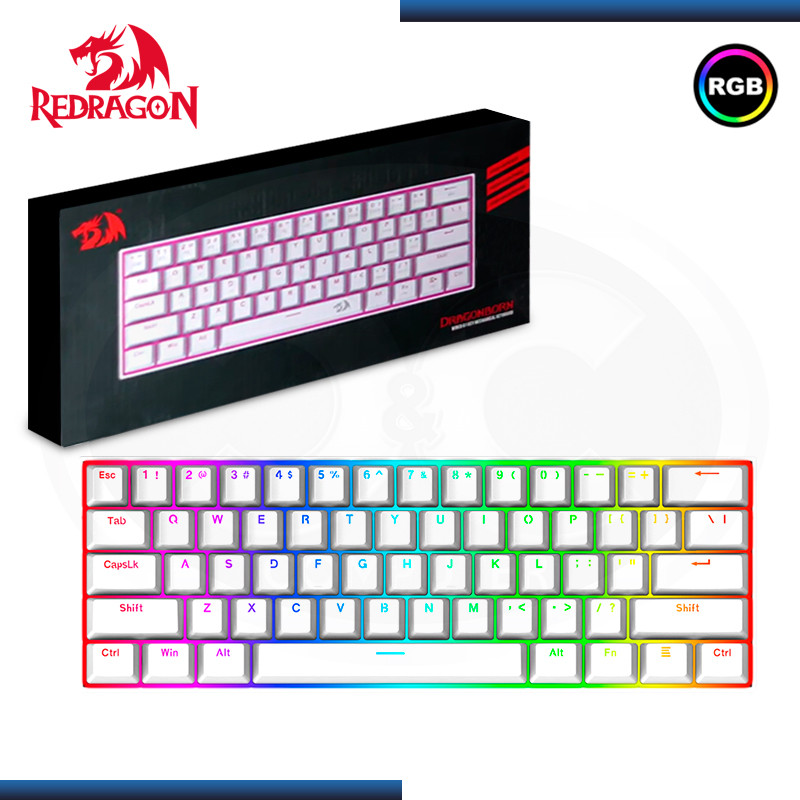 REDRAGON
RGB
DRAGONBORN
Esc 1 ! 2 @ 3 # 4 $ 5 % 6 ^ 7 & 8 * 9 ( 0 ) - – = + ←
Tab Q W E R T Y U I O P [ { ] } \ |
CapsLk A S D F G H J K L ; : ' " ↵
Shift Z X C V B N M , < . > / ? Shift
Ctrl Win Alt Alt Fn Ctrl